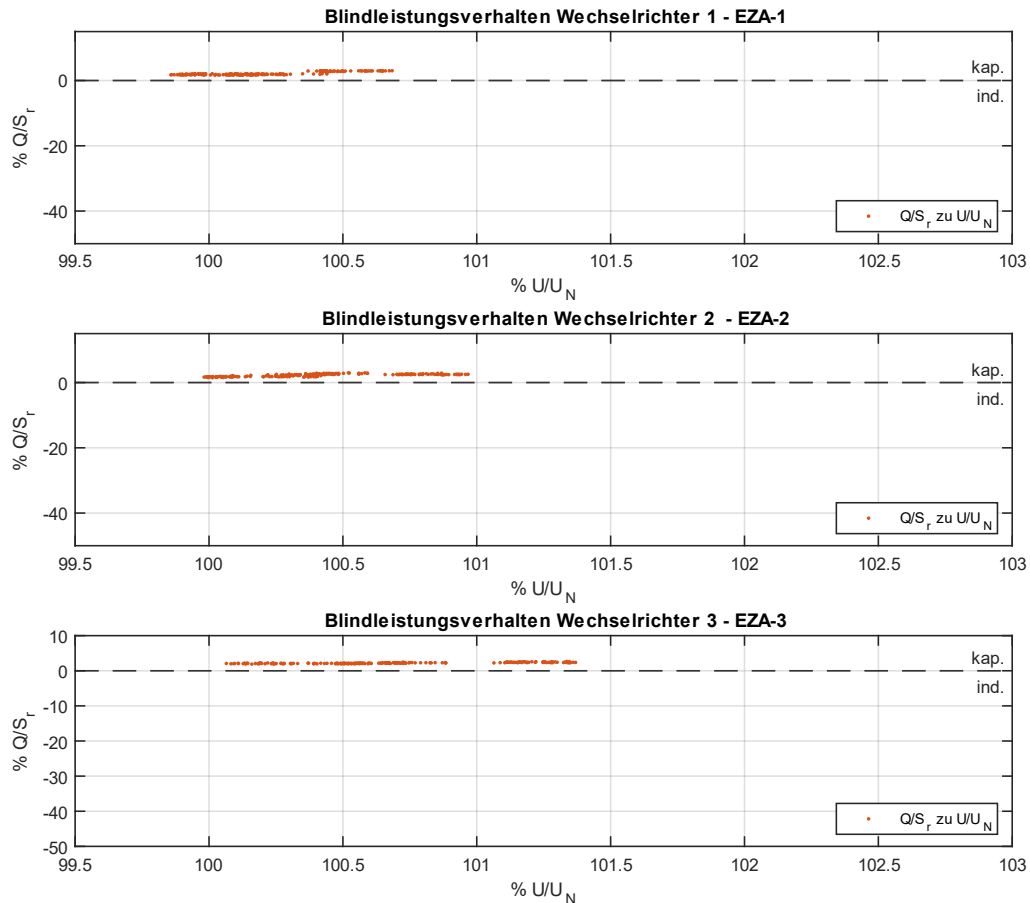 Blindleistungsverhalten Wechselrichter 1 - EZA-1
% Q/S_r
0
-20
-40
kap.
ind.
Q/S_r zu U/U_N
99.5 100 100.5 101 101.5 102 102.5 103
% U/U_N
Blindleistungsverhalten Wechselrichter 2 - EZA-2
% Q/S_r
0
-20
-40
kap.
ind.
Q/S_r zu U/U_N
99.5 100 100.5 101 101.5 102 102.5 103
% U/U_N
Blindleistungsverhalten Wechselrichter 3 - EZA-3
% Q/S_r
10
0
-10
-20
-30
-40
-50
kap.
ind.
Q/S_r zu U/U_N
99.5 100 100.5 101 101.5 102 102.5 103
% U/U_N